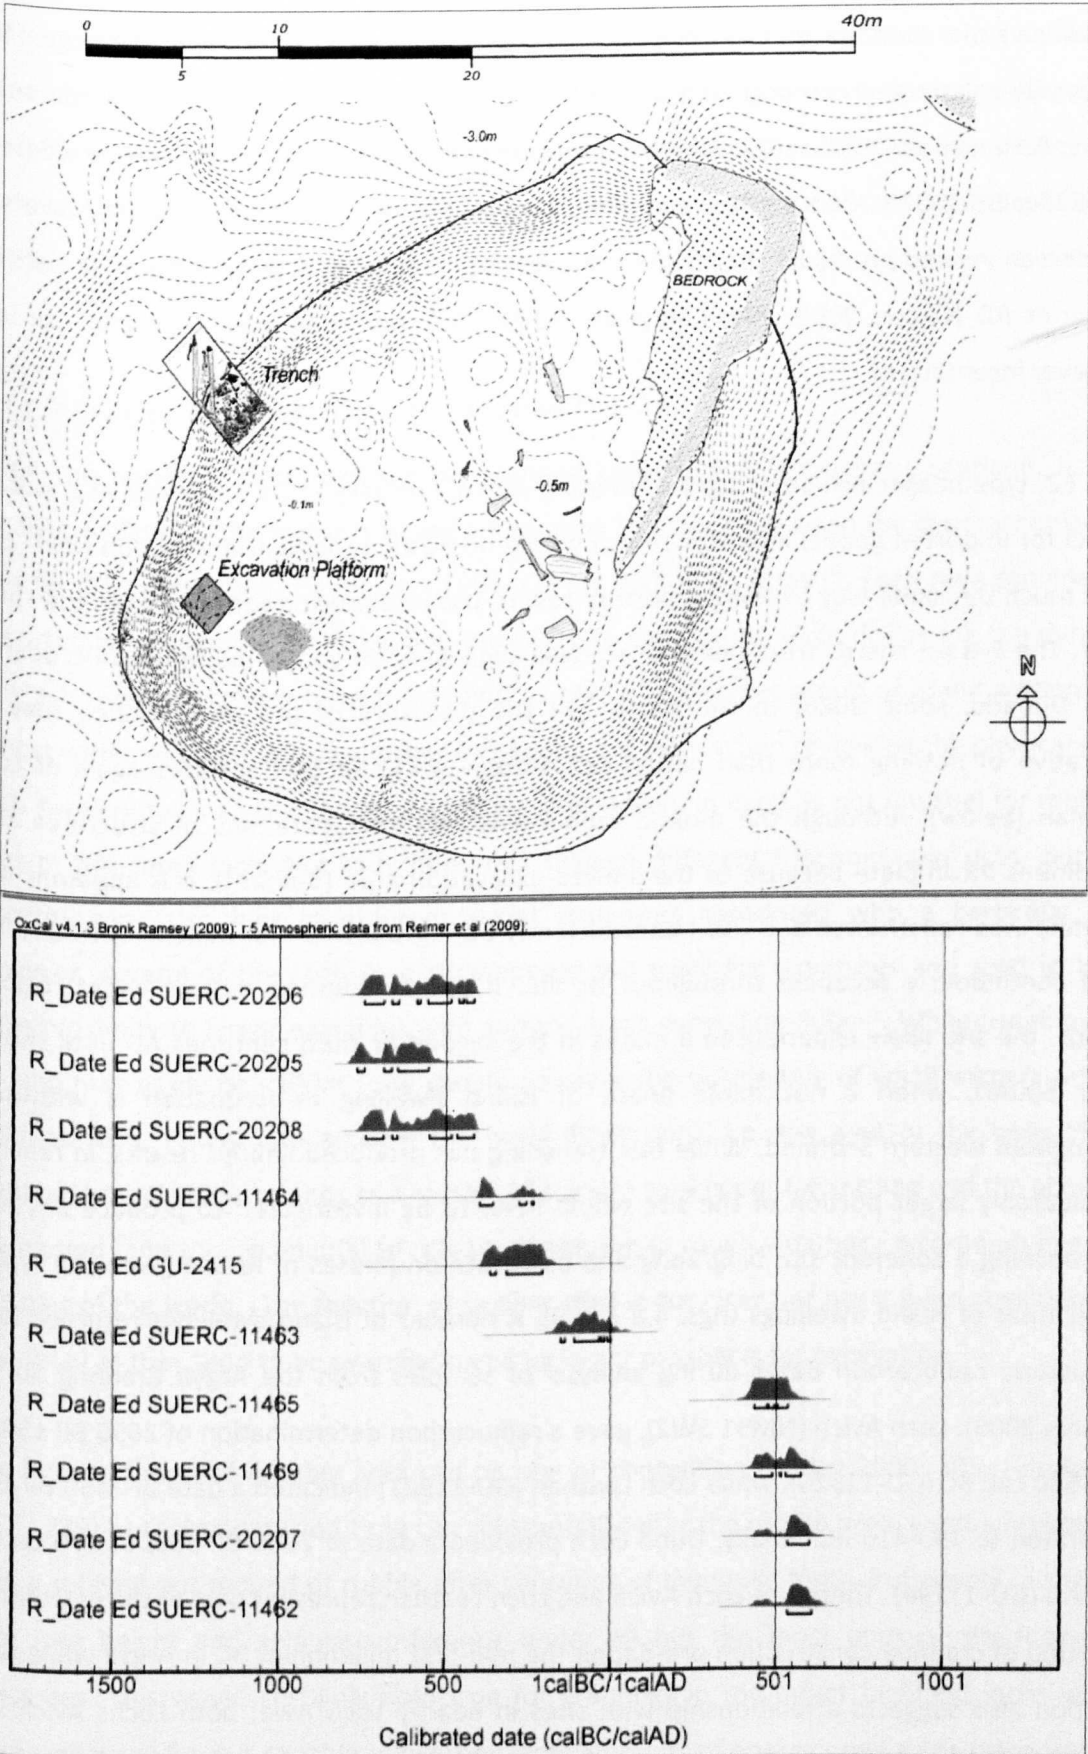 0 10 40m
5 20
-3.0m
BEDROCK
Trench
-0.5m
-0.1m
Excavation Platform
N
OxCal v4.1.3 Bronk Ramsey (2009); r:5 Atmospheric data from Reimer et al (2009);
R_Date Ed SUERC-20206
R_Date Ed SUERC-20205
R_Date Ed SUERC-20208
R_Date Ed SUERC-11464
R_Date Ed GU-2415
R_Date Ed SUERC-11463
R_Date Ed SUERC-11465
R_Date Ed SUERC-11469
R_Date Ed SUERC-20207
R_Date Ed SUERC-11462
1500 1000 500 1calBC/1calAD 501 1001
Calibrated date (calBC/calAD)